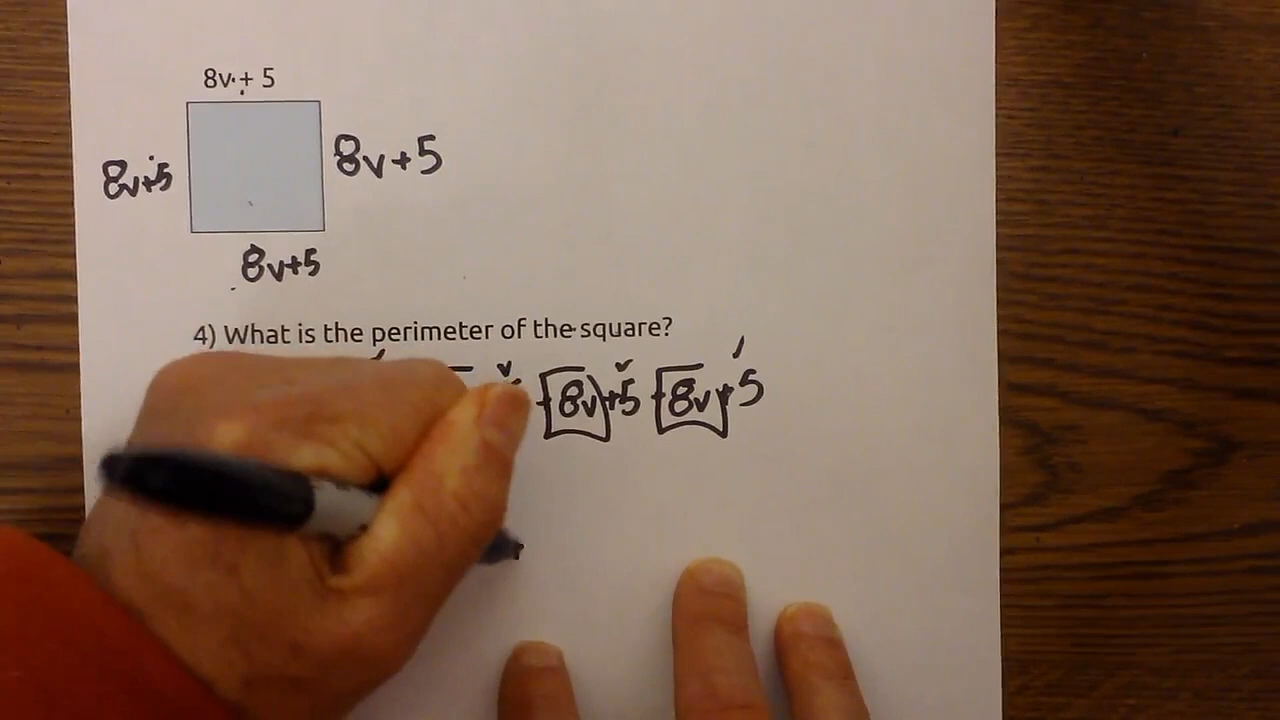 8v + 5
8v+5
8v+5
8v+5
4) What is the perimeter of the square?
8v +5 + 8v + 5